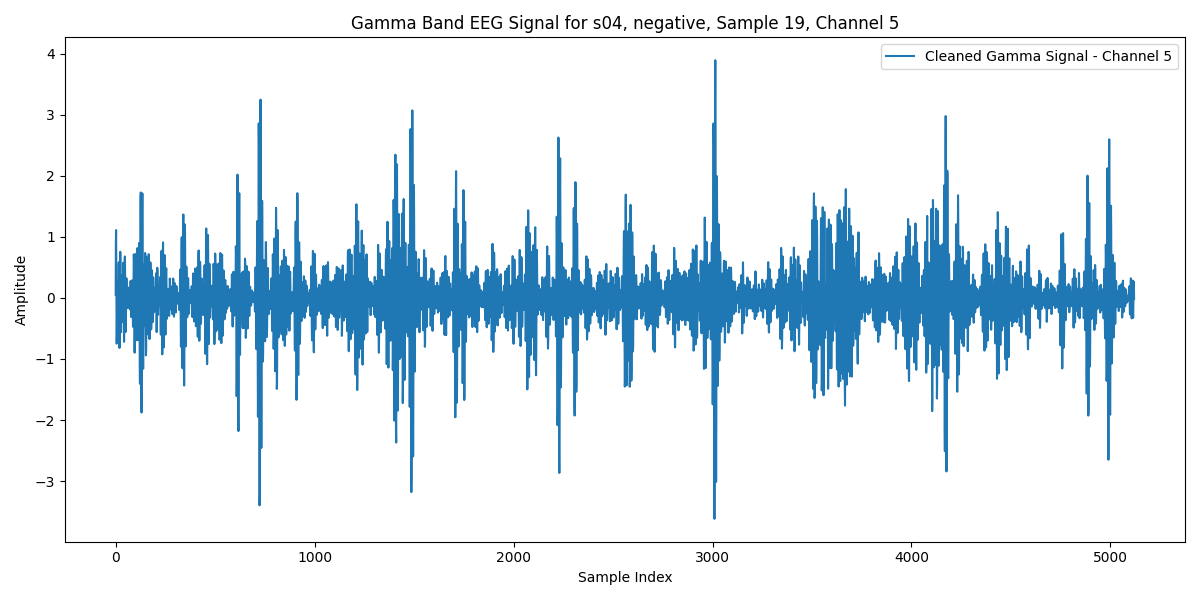 Gamma Band EEG Signal for s04, negative, Sample 19, Channel 5
Cleaned Gamma Signal - Channel 5
4
3
2
1
0
−1
−2
−3
Amplitude
0 1000 2000 3000 4000 5000
Sample Index